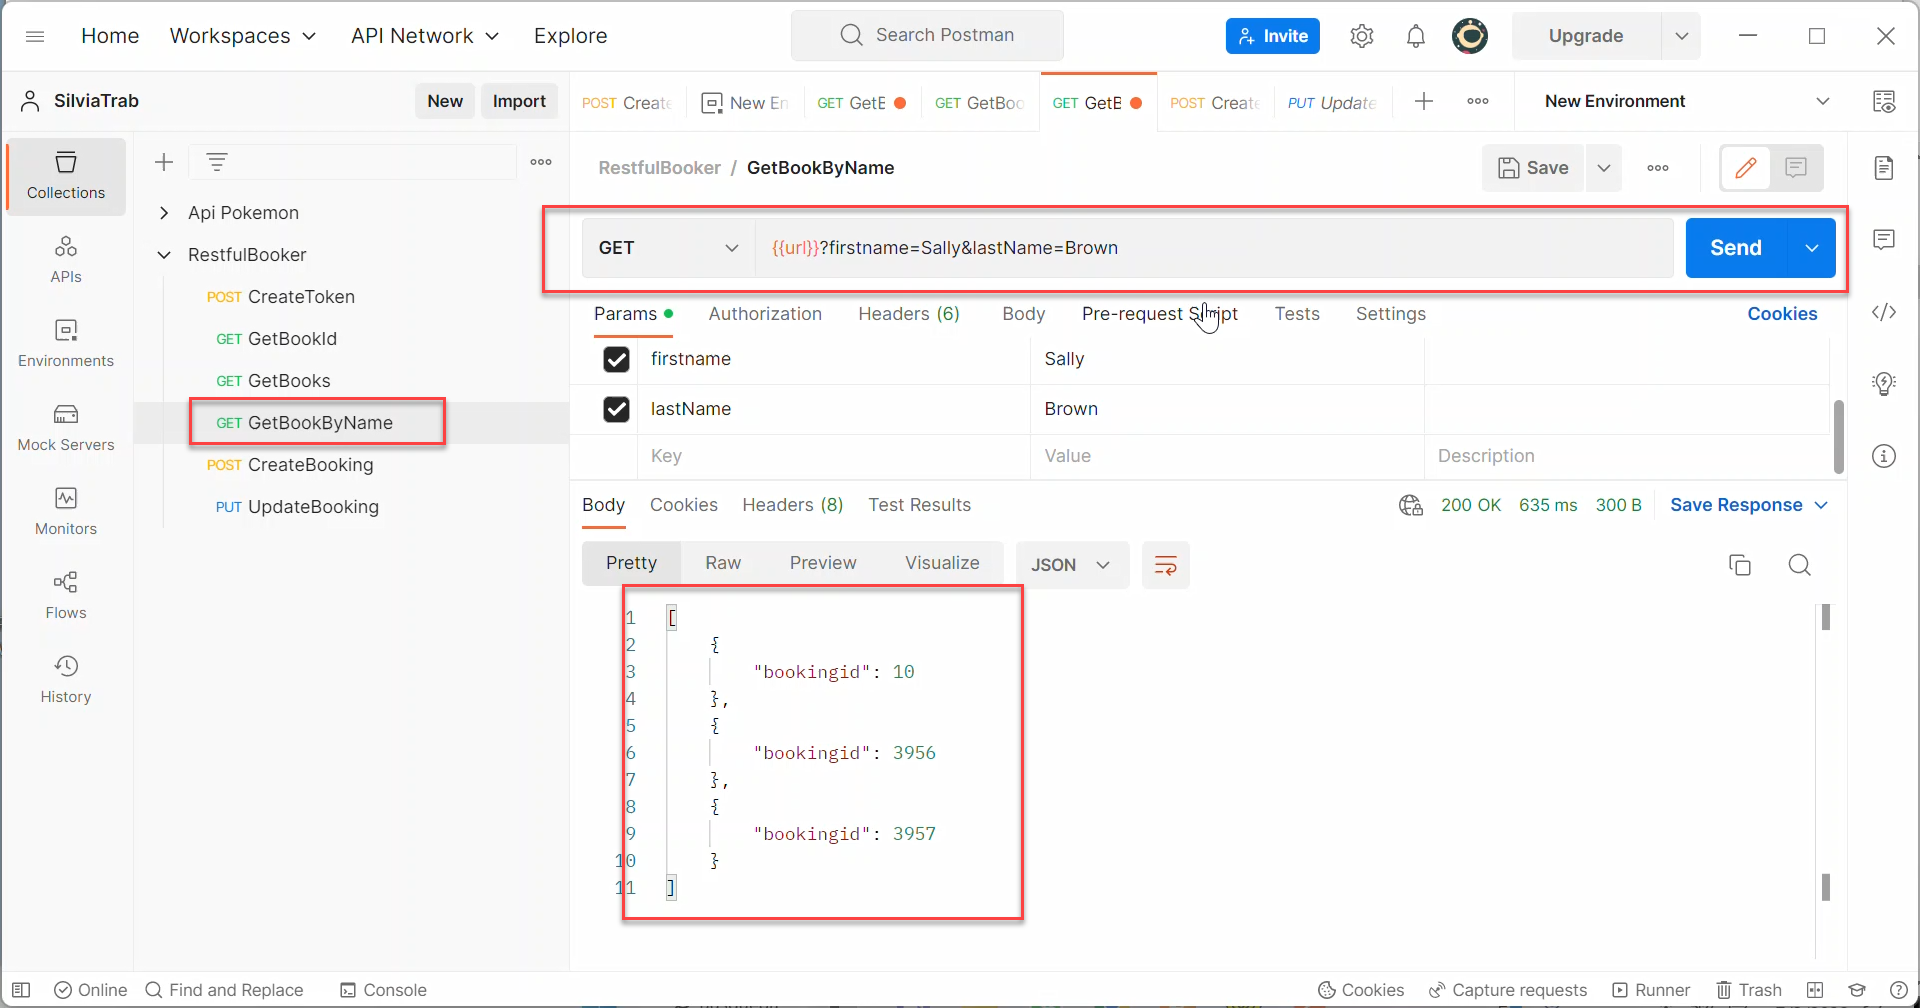 Home Workspaces API Network Explore Search Postman Invite Upgrade
SilviaTrab New Import POST Create New En GET GetB GET GetBoo GET GetB POST Create PUT Update New Environment
RestfulBooker / GetBookByName Save
Collections
APIs
Environments
Mock Servers
Monitors
Flows
History
Api Pokemon
RestfulBooker
POST CreateToken
GET GetBookId
GET GetBooks
GET GetBookByName
POST CreateBooking
PUT UpdateBooking
GET {{url}}?firstname=Sally&lastName=Brown Send
Params Authorization Headers (6) Body Pre-request Script Tests Settings Cookies
firstname Sally
lastName Brown
Key Value Description
Body Cookies Headers (8) Test Results 200 OK 635 ms 300 B Save Response
Pretty Raw Preview Visualize JSON
1 [
2 {
3 "bookingid": 10
4 },
5 {
6 "bookingid": 3956
7 },
8 {
9 "bookingid": 3957
10 }
11 ]
Online Find and Replace Console Cookies Capture requests Runner Trash